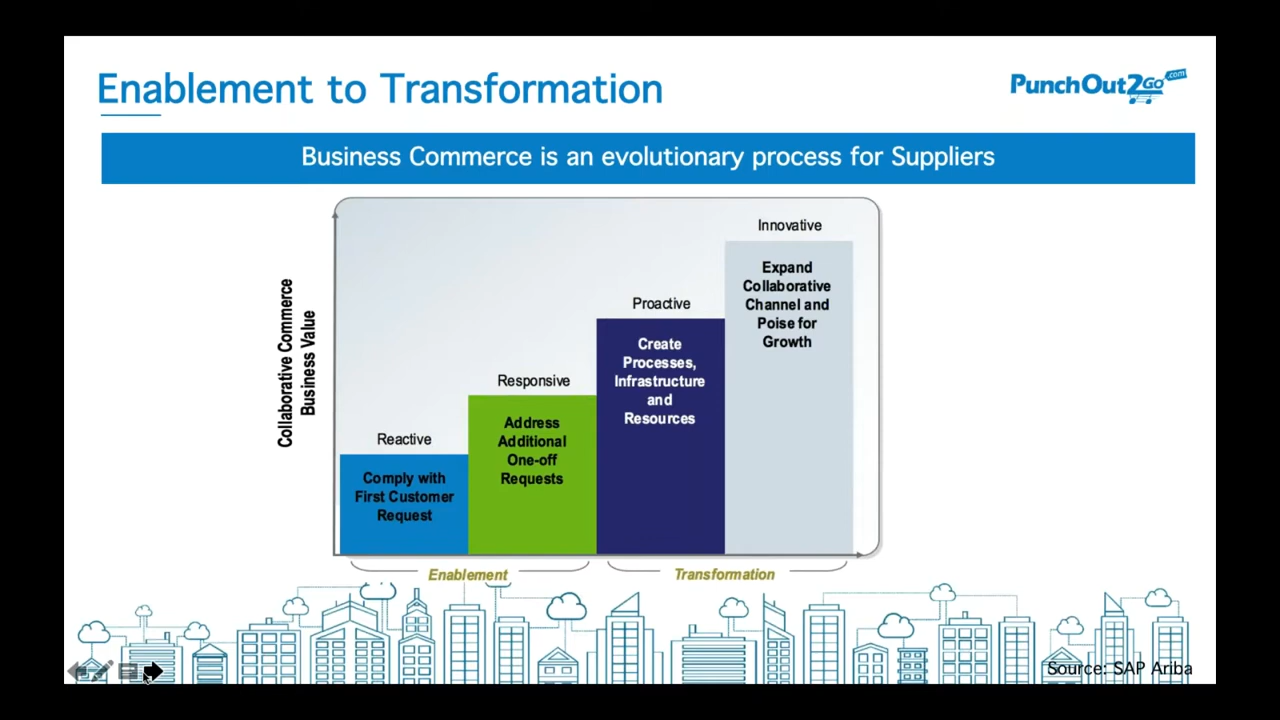 Enablement to Transformation
PunchOut2Go.com
Business Commerce is an evolutionary process for Suppliers
Collaborative Commerce
Business Value
Innovative
Expand
Collaborative
Channel and
Poise for
Growth
Proactive
Create
Processes,
Infrastructure
and
Resources
Responsive
Address
Additional
One-off
Requests
Reactive
Comply with
First Customer
Request
Enablement
Transformation
Source: SAP Ariba